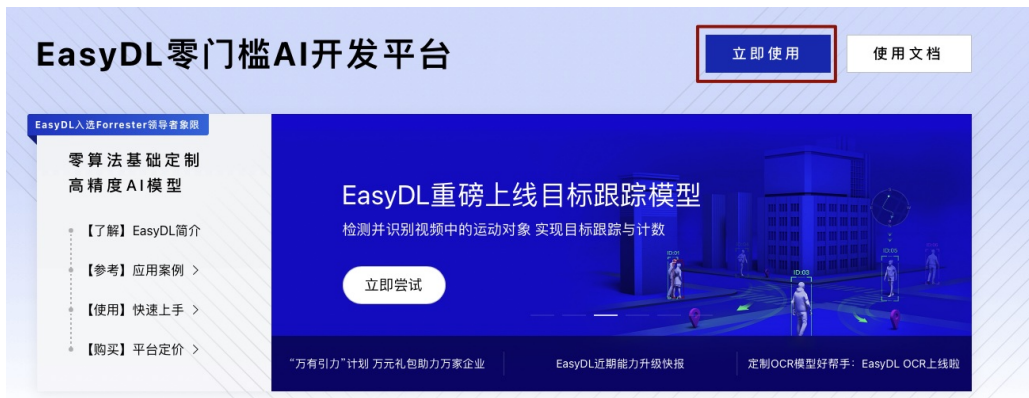 EasyDL零门槛AI开发平台
立即使用
使用文档
EasyDL入选Forrester领导者象限
零算法基础定制
高精度AI模型
【了解】EasyDL简介
【参考】应用案例 >
【使用】快速上手 >
【购买】平台定价 >
EasyDL重磅上线目标跟踪模型
检测并识别视频中的运动对象 实现目标跟踪与计数
立即尝试
ID:01
ID:03
ID:05
“万有引力”计划 万元礼包助力万家企业
EasyDL近期能力升级快报
定制OCR模型好帮手：EasyDL OCR上线啦